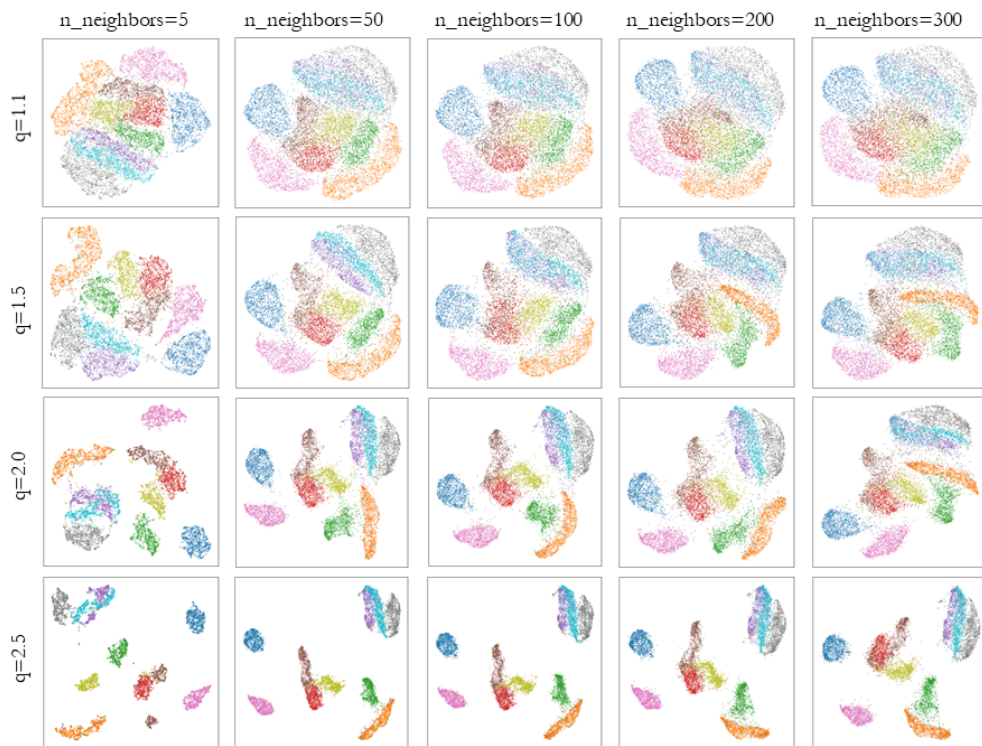 n_neighbors=5 n_neighbors=50 n_neighbors=100 n_neighbors=200 n_neighbors=300
q=1.1
q=1.5
q=2.0
q=2.5